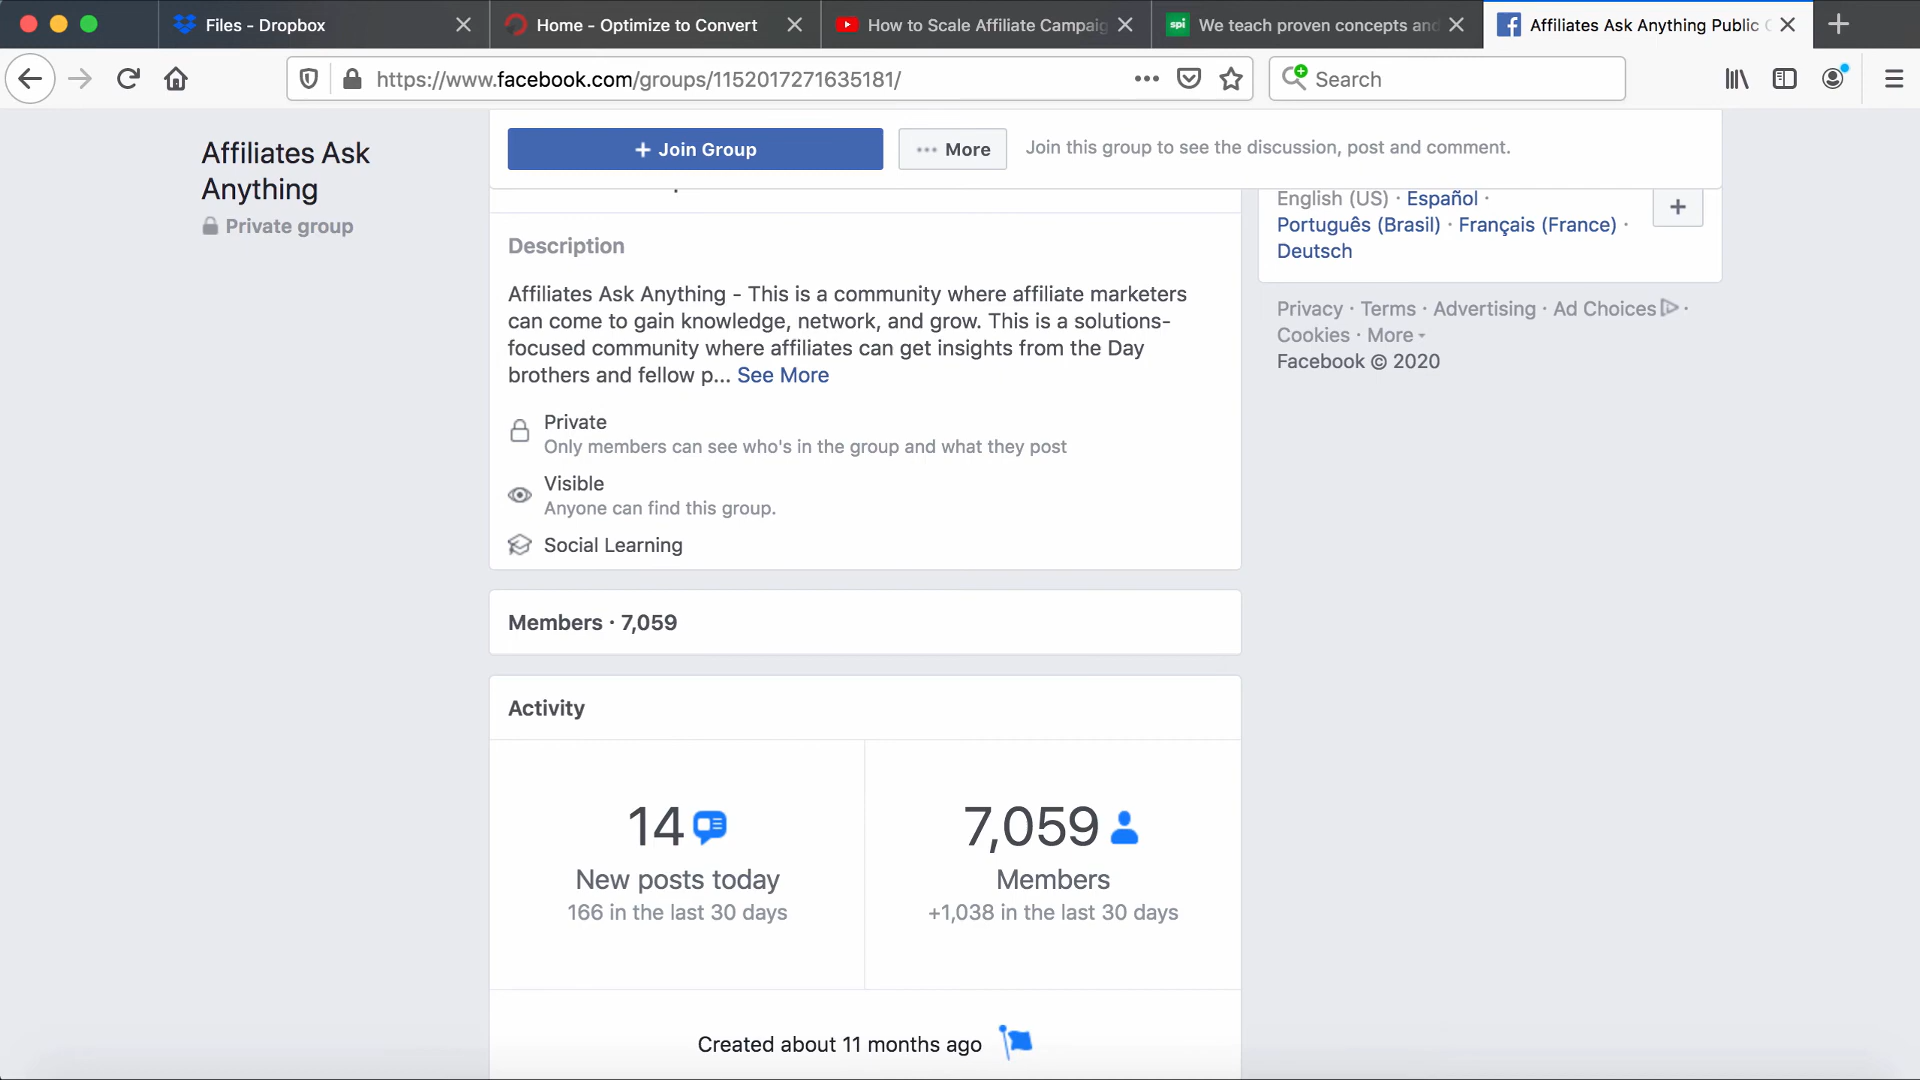 Files - Dropbox
Home - Optimize to Convert
How to Scale Affiliate Campaig
spi
We teach proven concepts and
Affiliates Ask Anything Public
https://www.facebook.com/groups/1152017271635181/
Search
Affiliates Ask
Anything
Private group
+ Join Group
··· More
Join this group to see the discussion, post and comment.
English (US) · Español ·
Português (Brasil) · Français (France) ·
Deutsch
+
Privacy · Terms · Advertising · Ad Choices ·
Cookies · More
Facebook © 2020
Description
Affiliates Ask Anything - This is a community where affiliate marketers
can come to gain knowledge, network, and grow. This is a solutions-
focused community where affiliates can get insights from the Day
brothers and fellow p... See More
Private
Only members can see who's in the group and what they post
Visible
Anyone can find this group.
Social Learning
Members · 7,059
Activity
14
New posts today
166 in the last 30 days
7,059
Members
+1,038 in the last 30 days
Created about 11 months ago